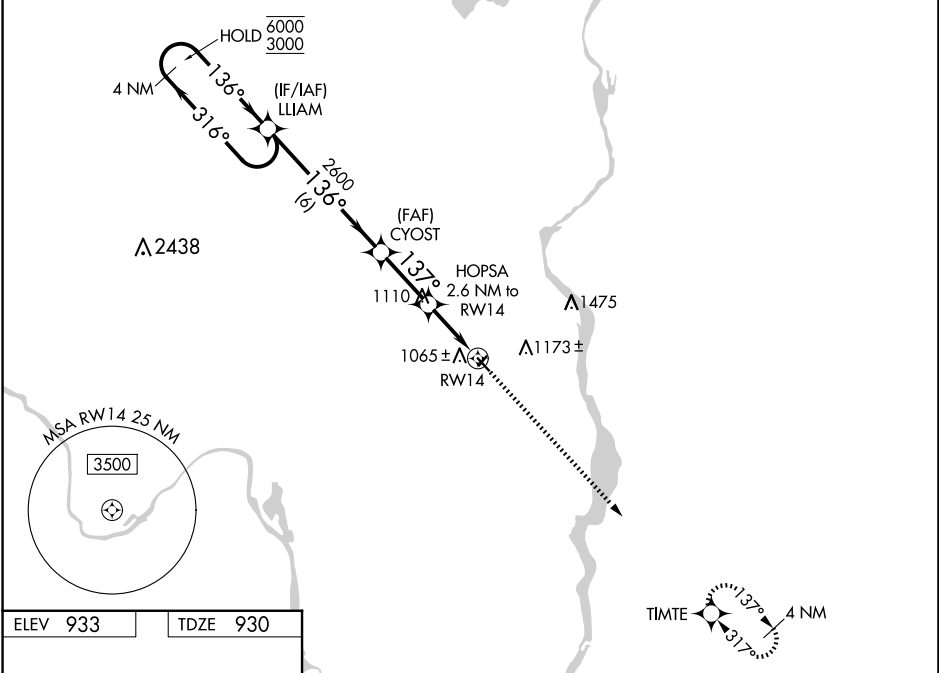 HOLD 6000
3000
4 NM
136°
316°
(IF/IAF)
LLIAM
2600
136°
(6)
2438
(FAF)
CYOST
137°
HOPSA
2.6 NM to
RW14
1110
1475
1065 ±
1173 ±
RW14
MSA RW14 25 NM
3500
ELEV 933
TDZE 930
TIMTE
137°
317°
4 NM